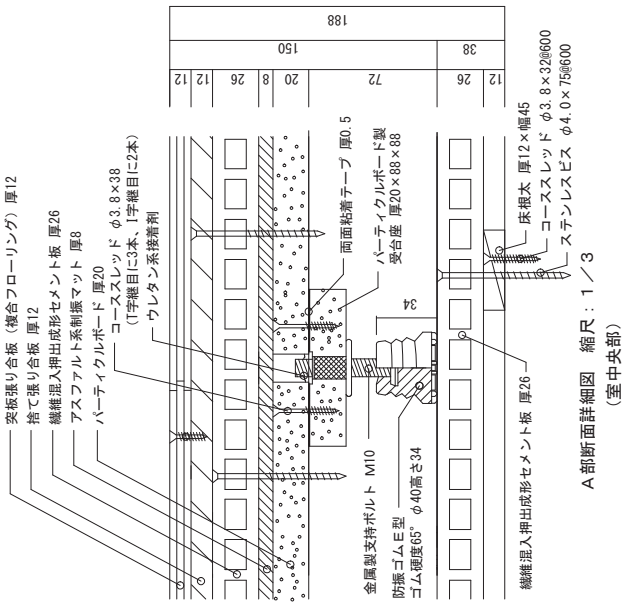 突板張り合板（複合フローリング）厚12
捨て張り合板 厚12
繊維混入押出成形セメント板 厚26
アスファルト系制振マット 厚8
パーティクルボード 厚20
コーススレッド φ3.8×38
（T字継目に3本、I字継目に2本）
ウレタン系接着剤
両面粘着テープ 厚0.5
パーティクルボード製
受台座 厚20×88×88
34
金属製支持ボルト M10
防振ゴムE型
ゴム硬度65° φ40高さ34
床根太 厚12×幅45
コーススレッド φ3.8×32@600
ステンレスビス φ4.0×75@600
繊維混入押出成形セメント板 厚26
12
12
26
8
20
72
26
12
150
38
188
A部断面詳細図 縮尺：1／3
（室中央部）